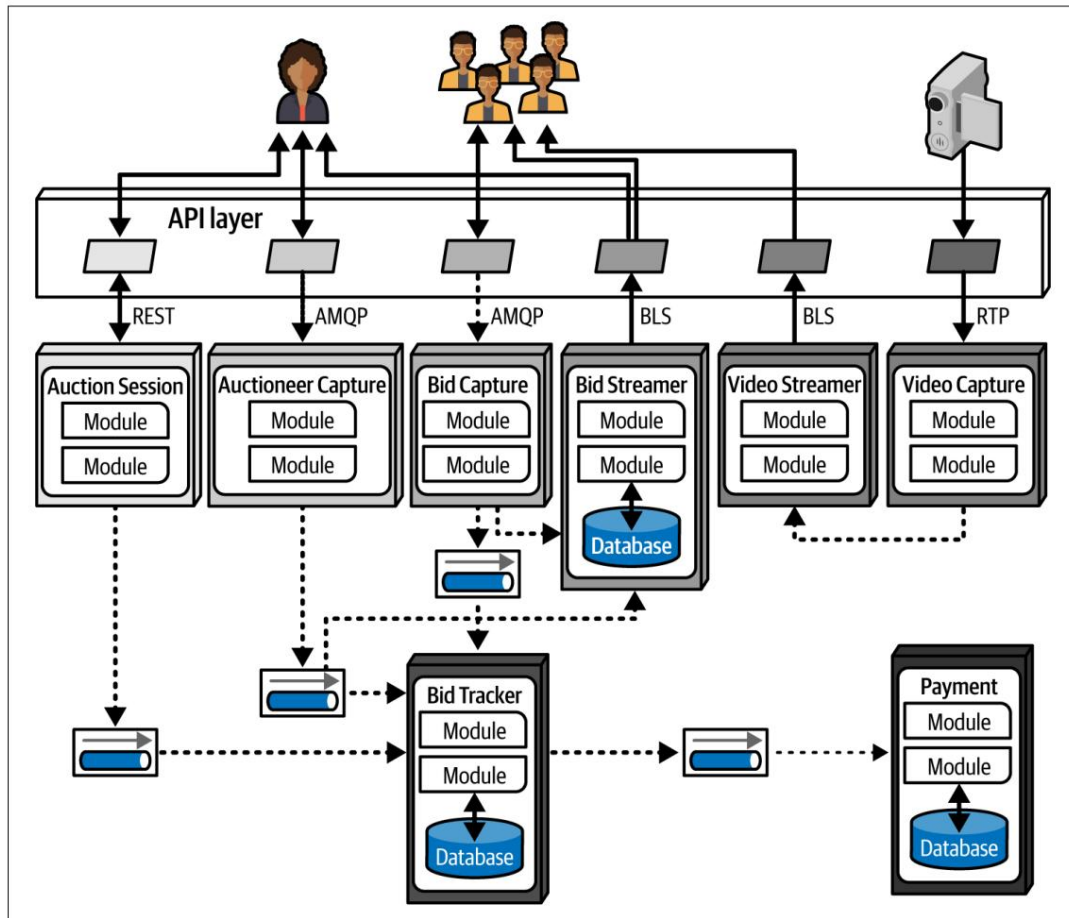 API layer
REST
AMQP
AMQP
BLS
BLS
RTP
Auction Session
Module
Module
Auctioneer Capture
Module
Module
Bid Capture
Module
Module
Bid Streamer
Module
Module
Database
Video Streamer
Module
Module
Video Capture
Module
Module
Bid Tracker
Module
Module
Database
Payment
Module
Module
Database